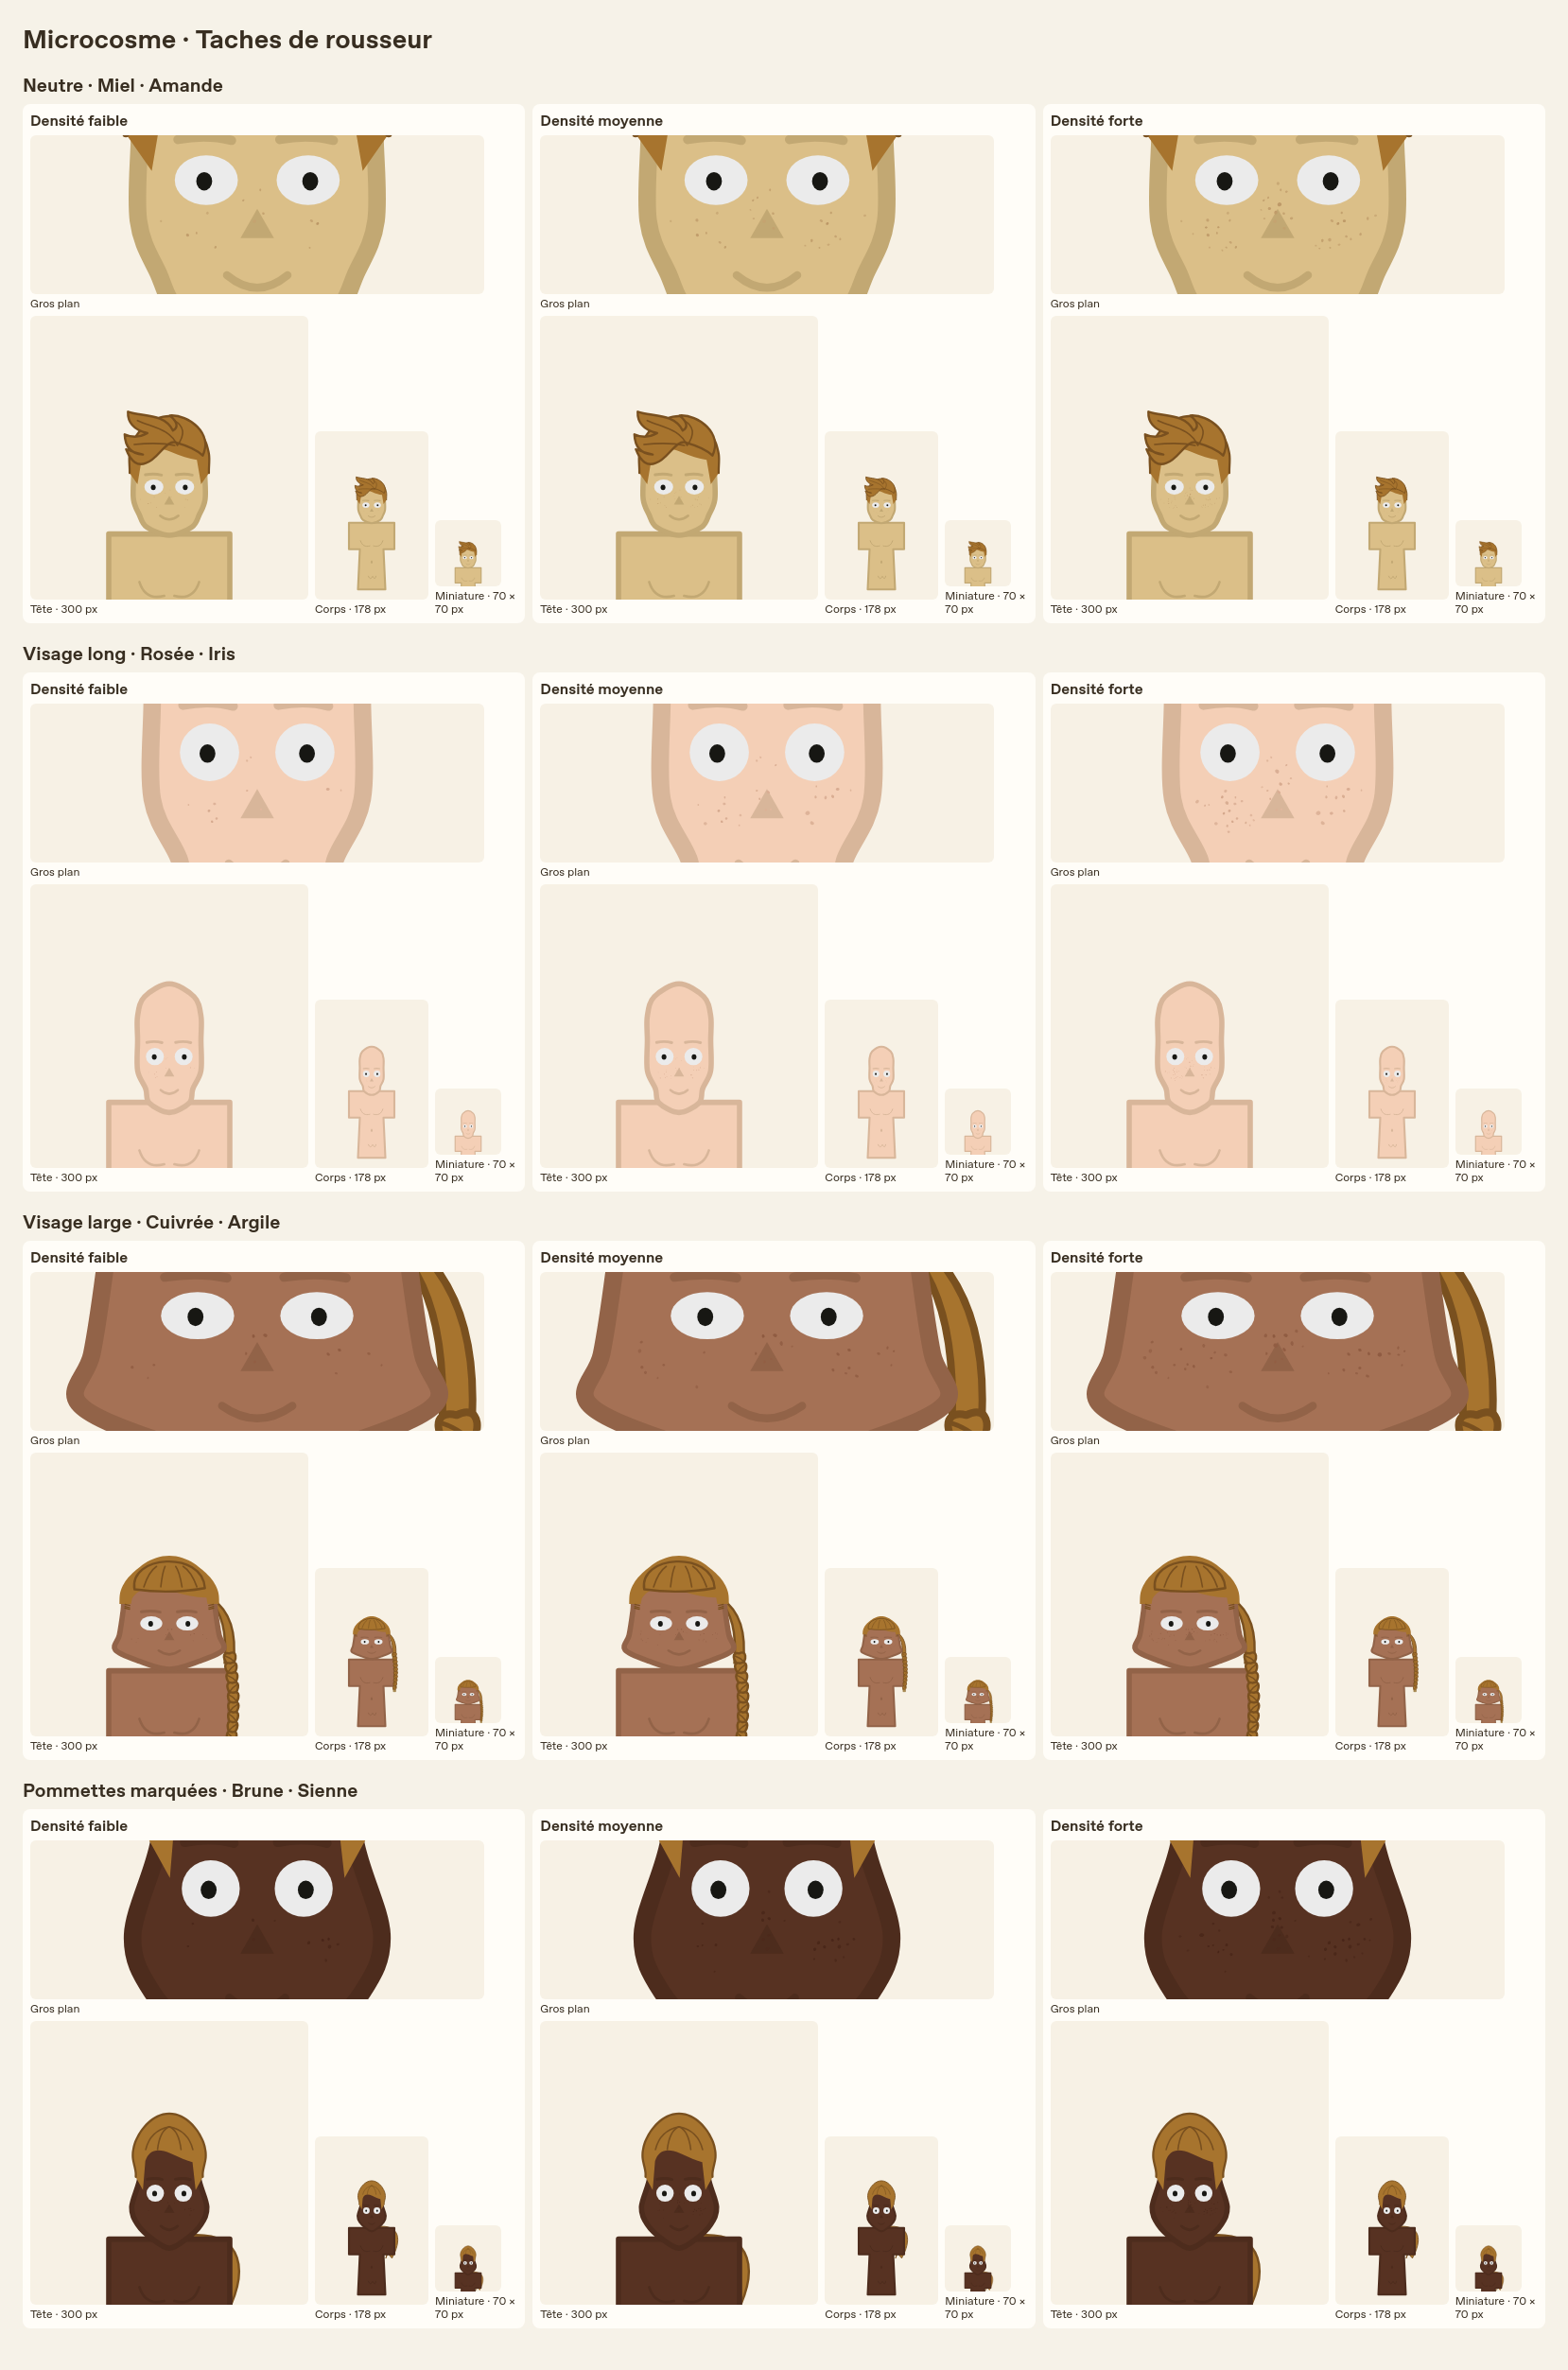 Microcosme · Taches de rousseur
Neutre · Miel · Amande
Densité faible
Densité moyenne
Densité forte
Gros plan
Gros plan
Gros plan
Tête · 300 px
Corps · 178 px
Miniature · 70 ×
70 px
Tête · 300 px
Corps · 178 px
Miniature · 70 ×
70 px
Tête · 300 px
Corps · 178 px
Miniature · 70 ×
70 px
Visage long · Rosée · Iris
Densité faible
Densité moyenne
Densité forte
Gros plan
Gros plan
Gros plan
Tête · 300 px
Corps · 178 px
Miniature · 70 ×
70 px
Tête · 300 px
Corps · 178 px
Miniature · 70 ×
70 px
Tête · 300 px
Corps · 178 px
Miniature · 70 ×
70 px
Visage large · Cuivrée · Argile
Densité faible
Densité moyenne
Densité forte
Gros plan
Gros plan
Gros plan
Tête · 300 px
Corps · 178 px
Miniature · 70 ×
70 px
Tête · 300 px
Corps · 178 px
Miniature · 70 ×
70 px
Tête · 300 px
Corps · 178 px
Miniature · 70 ×
70 px
Pommettes marquées · Brune · Sienne
Densité faible
Densité moyenne
Densité forte
Gros plan
Gros plan
Gros plan
Tête · 300 px
Corps · 178 px
Miniature · 70 ×
70 px
Tête · 300 px
Corps · 178 px
Miniature · 70 ×
70 px
Tête · 300 px
Corps · 178 px
Miniature · 70 ×
70 px